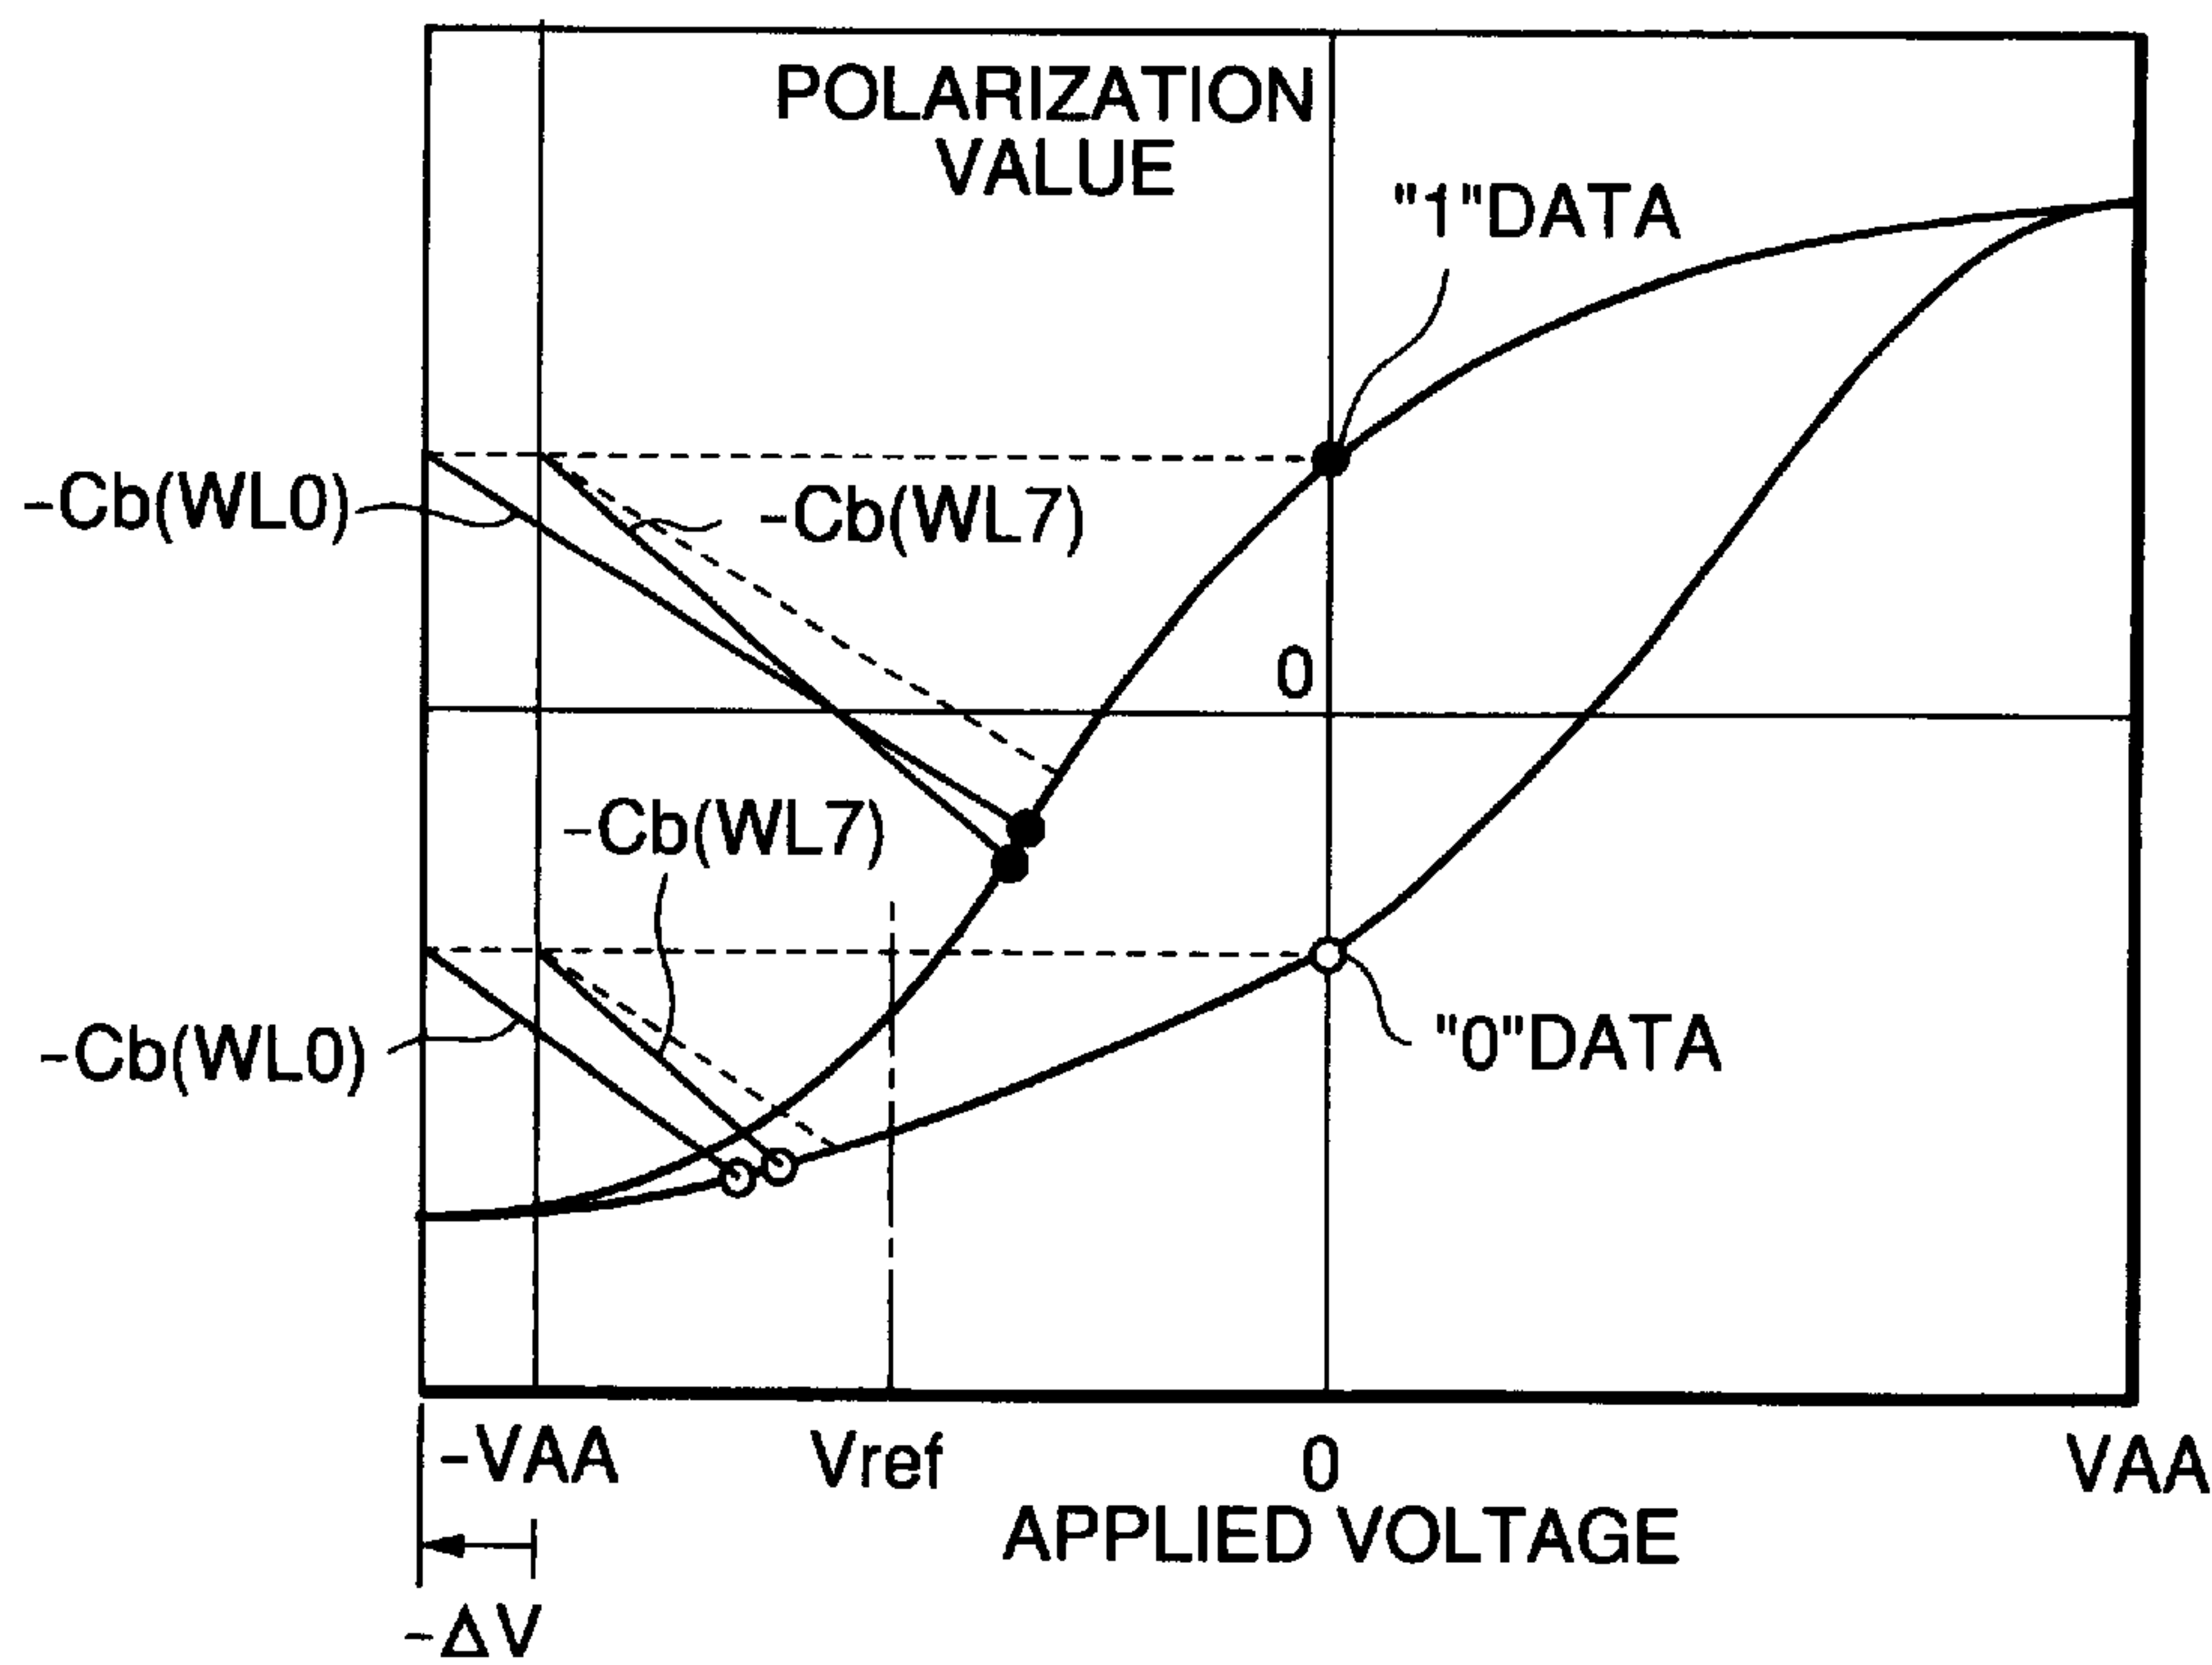 POLARIZATION
VALUE
"1"DATA
-Cb(WL0)
-Cb(WL7)
0
-Cb(WL7)
-Cb(WL0)
"0"DATA
-VAA
Vref
0
VAA
APPLIED VOLTAGE
-ΔV